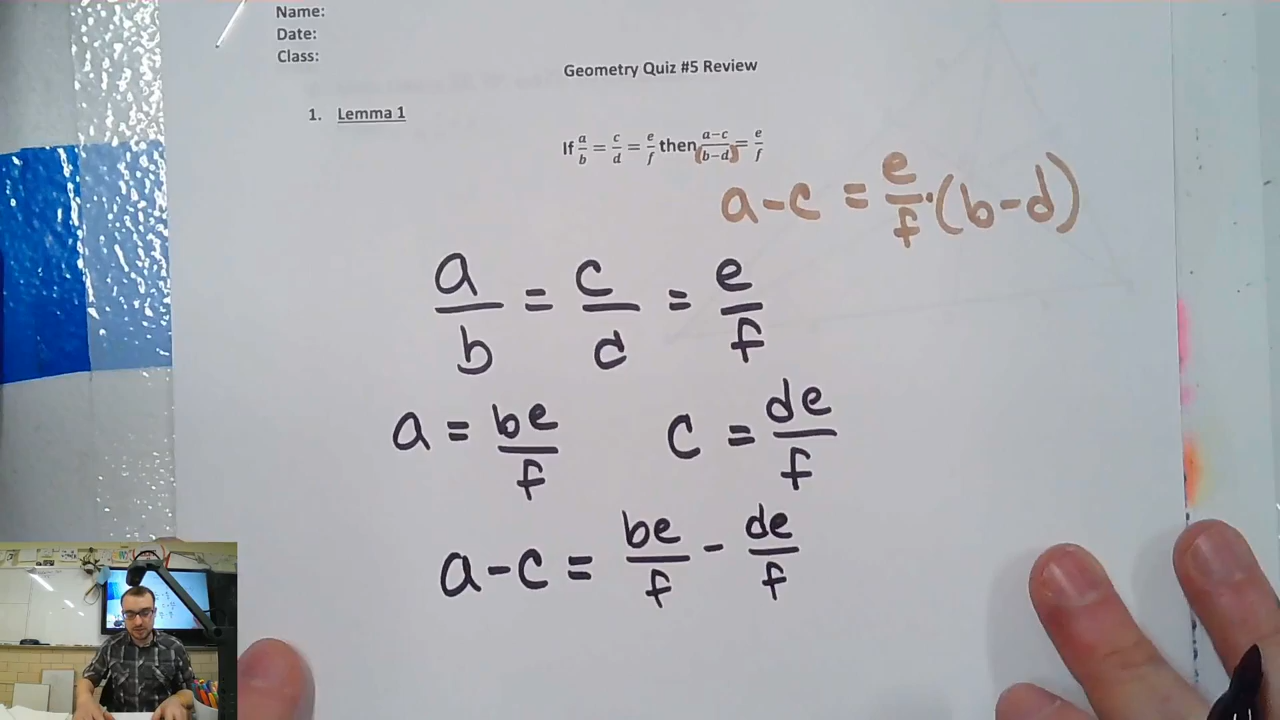 Name:
Date:
Class:
Geometry Quiz #5 Review
1. Lemma 1
If a/b = c/d = e/f then (a−c)/(b−d) = e/f
a-c = e/f · (b-d)
a/b = c/d = e/f
a = be/f    c = de/f
a-c = be/f - de/f